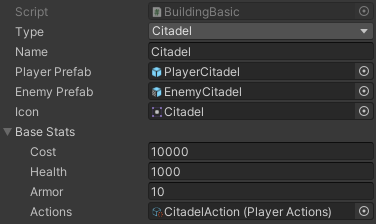 Script BuildingBasic
Type Citadel
Name Citadel
Player Prefab PlayerCitadel
Enemy Prefab EnemyCitadel
Icon Citadel
Base Stats
Cost 10000
Health 1000
Armor 10
Actions CitadelAction (Player Actions)